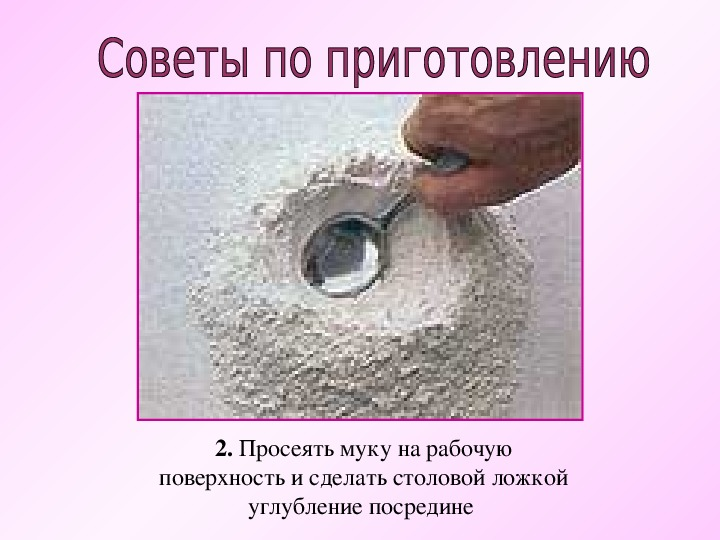 Советы по приготовлению
2. Просеять муку на рабочую
поверхность и сделать столовой ложкой
углубление посредине